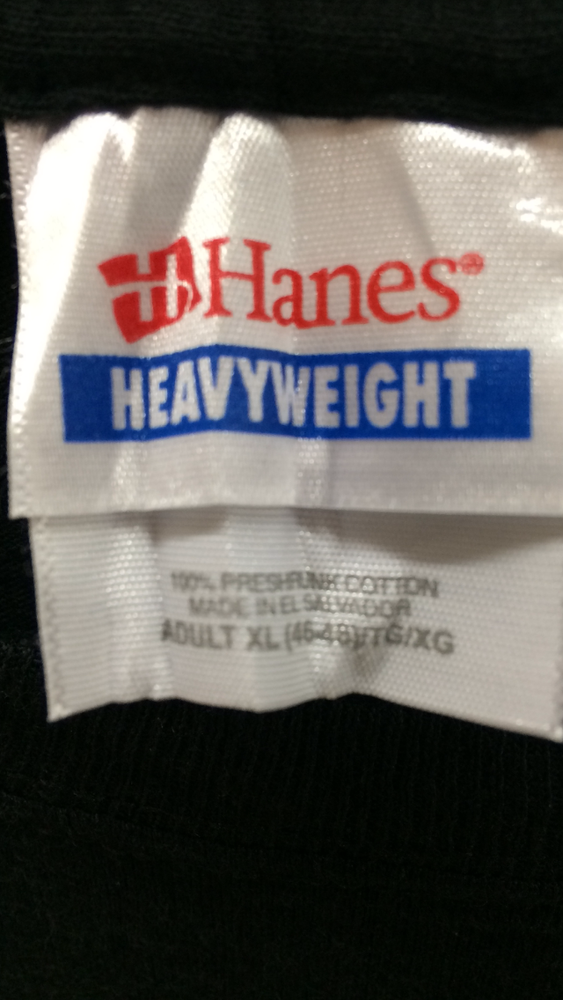 Hanes®
HEAVYWEIGHT
100% PRESHRUNK COTTON
MADE IN EL SALVADOR
ADULT XL (46-48)/TG/XG